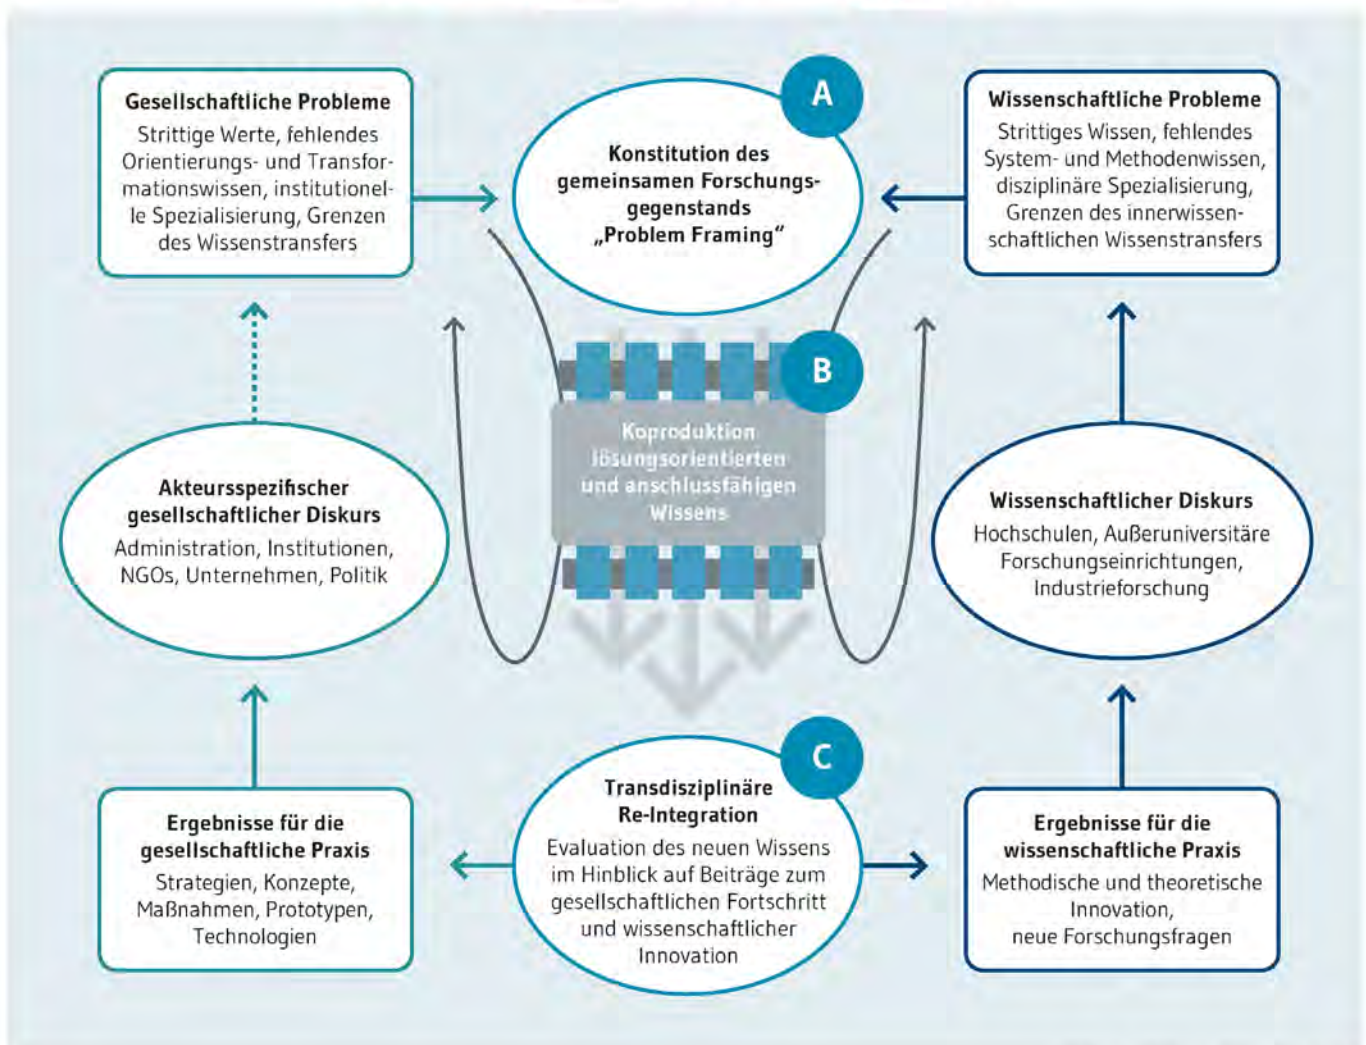 Gesellschaftliche Probleme
Strittige Werte, fehlendes
Orientierungs- und Transfor-
mationswissen, institutionel-
le Spezialisierung, Grenzen
des Wissenstransfers
A
Konstitution des
gemeinsamen Forschungs-
gegenstands
„Problem Framing“
Wissenschaftliche Probleme
Strittiges Wissen, fehlendes
System- und Methodenwissen,
disziplinäre Spezialisierung,
Grenzen des innerwissen-
schaftlichen Wissenstransfers
B
Koproduktion
lösungsorientierten
und anschlussfähigen
Wissens
Akteursspezifischer
gesellschaftlicher Diskurs
Administration, Institutionen,
NGOs, Unternehmen, Politik
Wissenschaftlicher Diskurs
Hochschulen, Außeruniversitäre
Forschungseinrichtungen,
Industrieforschung
Ergebnisse für die
gesellschaftliche Praxis
Strategien, Konzepte,
Maßnahmen, Prototypen,
Technologien
C
Transdisziplinäre
Re-Integration
Evaluation des neuen Wissens
im Hinblick auf Beiträge zum
gesellschaftlichen Fortschritt
und wissenschaftlicher
Innovation
Ergebnisse für die
wissenschaftliche Praxis
Methodische und theoretische
Innovation,
neue Forschungsfragen